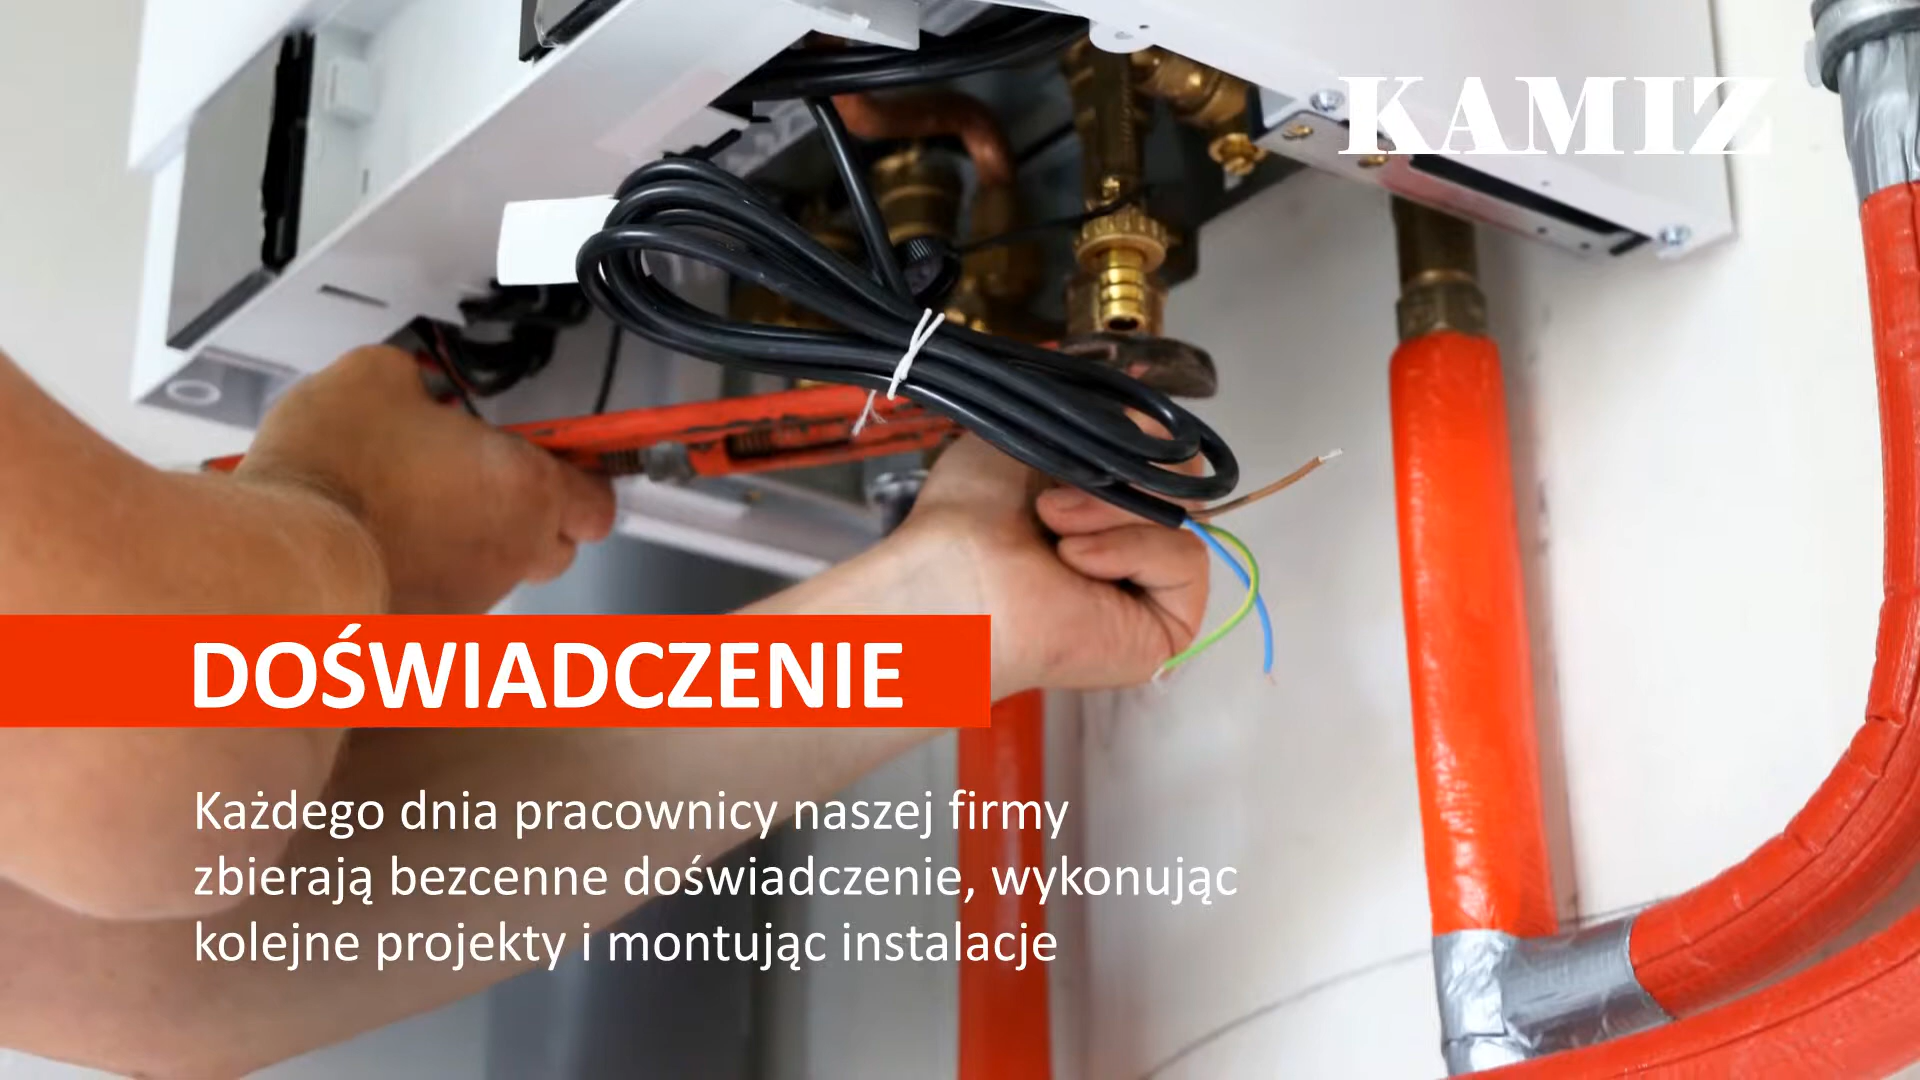 KAMIZ
DOŚWIADCZENIE
Każdego dnia pracownicy naszej firmy
zbierają bezcenne doświadczenie, wykonując
kolejne projekty i montując instalacje